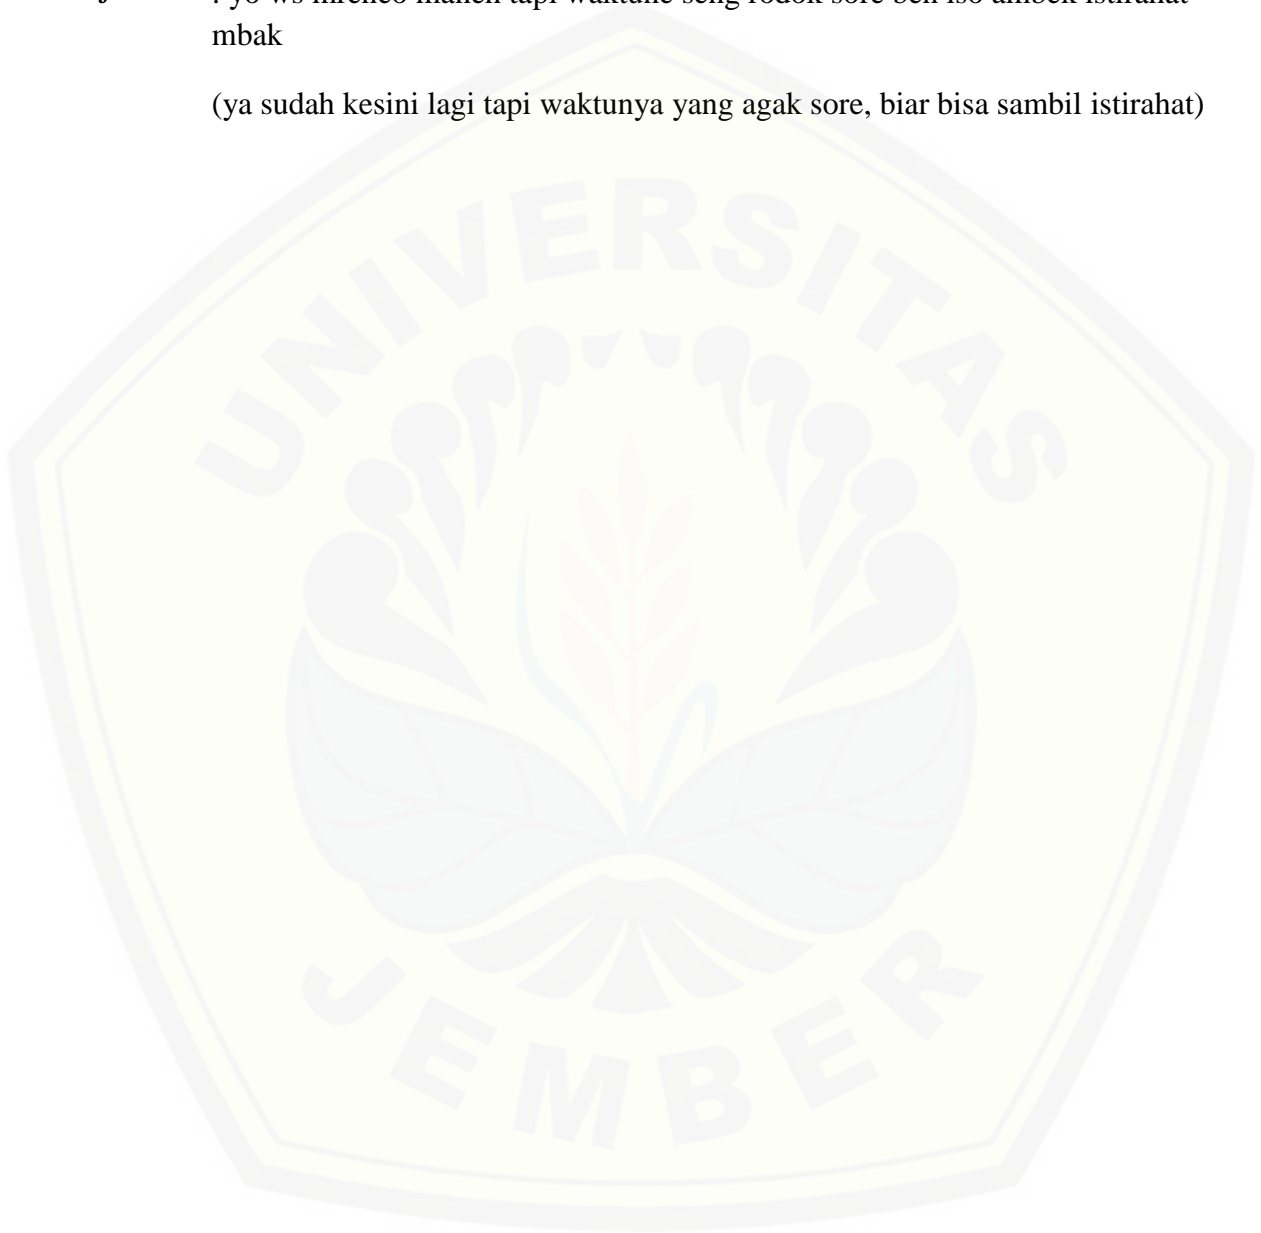 : yo ws mreneo maneh tapi waktune seng rodok sore ben iso ambek istirahat
mbak
(ya sudah kesini lagi tapi waktunya yang agak sore, biar bisa sambil istirahat)
UNIVERSITAS
JEMBER